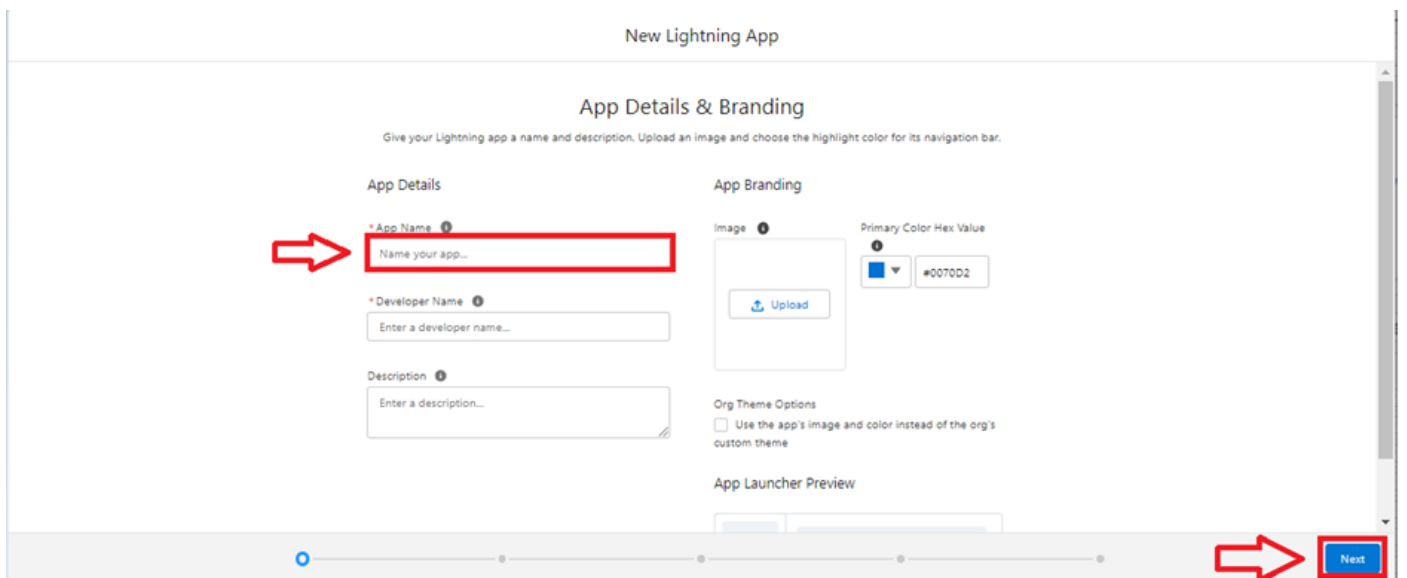 New Lightning App
App Details & Branding
Give your Lightning app a name and description. Upload an image and choose the highlight color for its navigation bar.
App Details
* App Name
Name your app...
* Developer Name
Enter a developer name...
Description
Enter a description...
App Branding
Image
Upload
Primary Color Hex Value
#0070D2
Org Theme Options
Use the app's image and color instead of the org's
custom theme
App Launcher Preview
Next